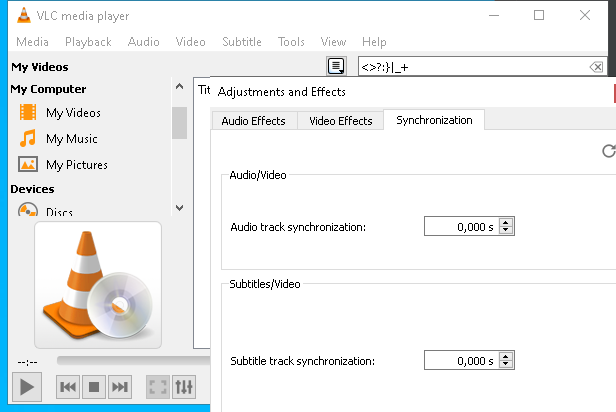 VLC media player
Media Playback Audio Video Subtitle Tools View Help
My Videos
<>?:}|_+
My Computer
My Videos
My Music
My Pictures
Devices
Discs
Tit
Adjustments and Effects
Audio Effects Video Effects Synchronization
Audio/Video
Audio track synchronization: 0,000 s
Subtitles/Video
Subtitle track synchronization: 0,000 s
--:--